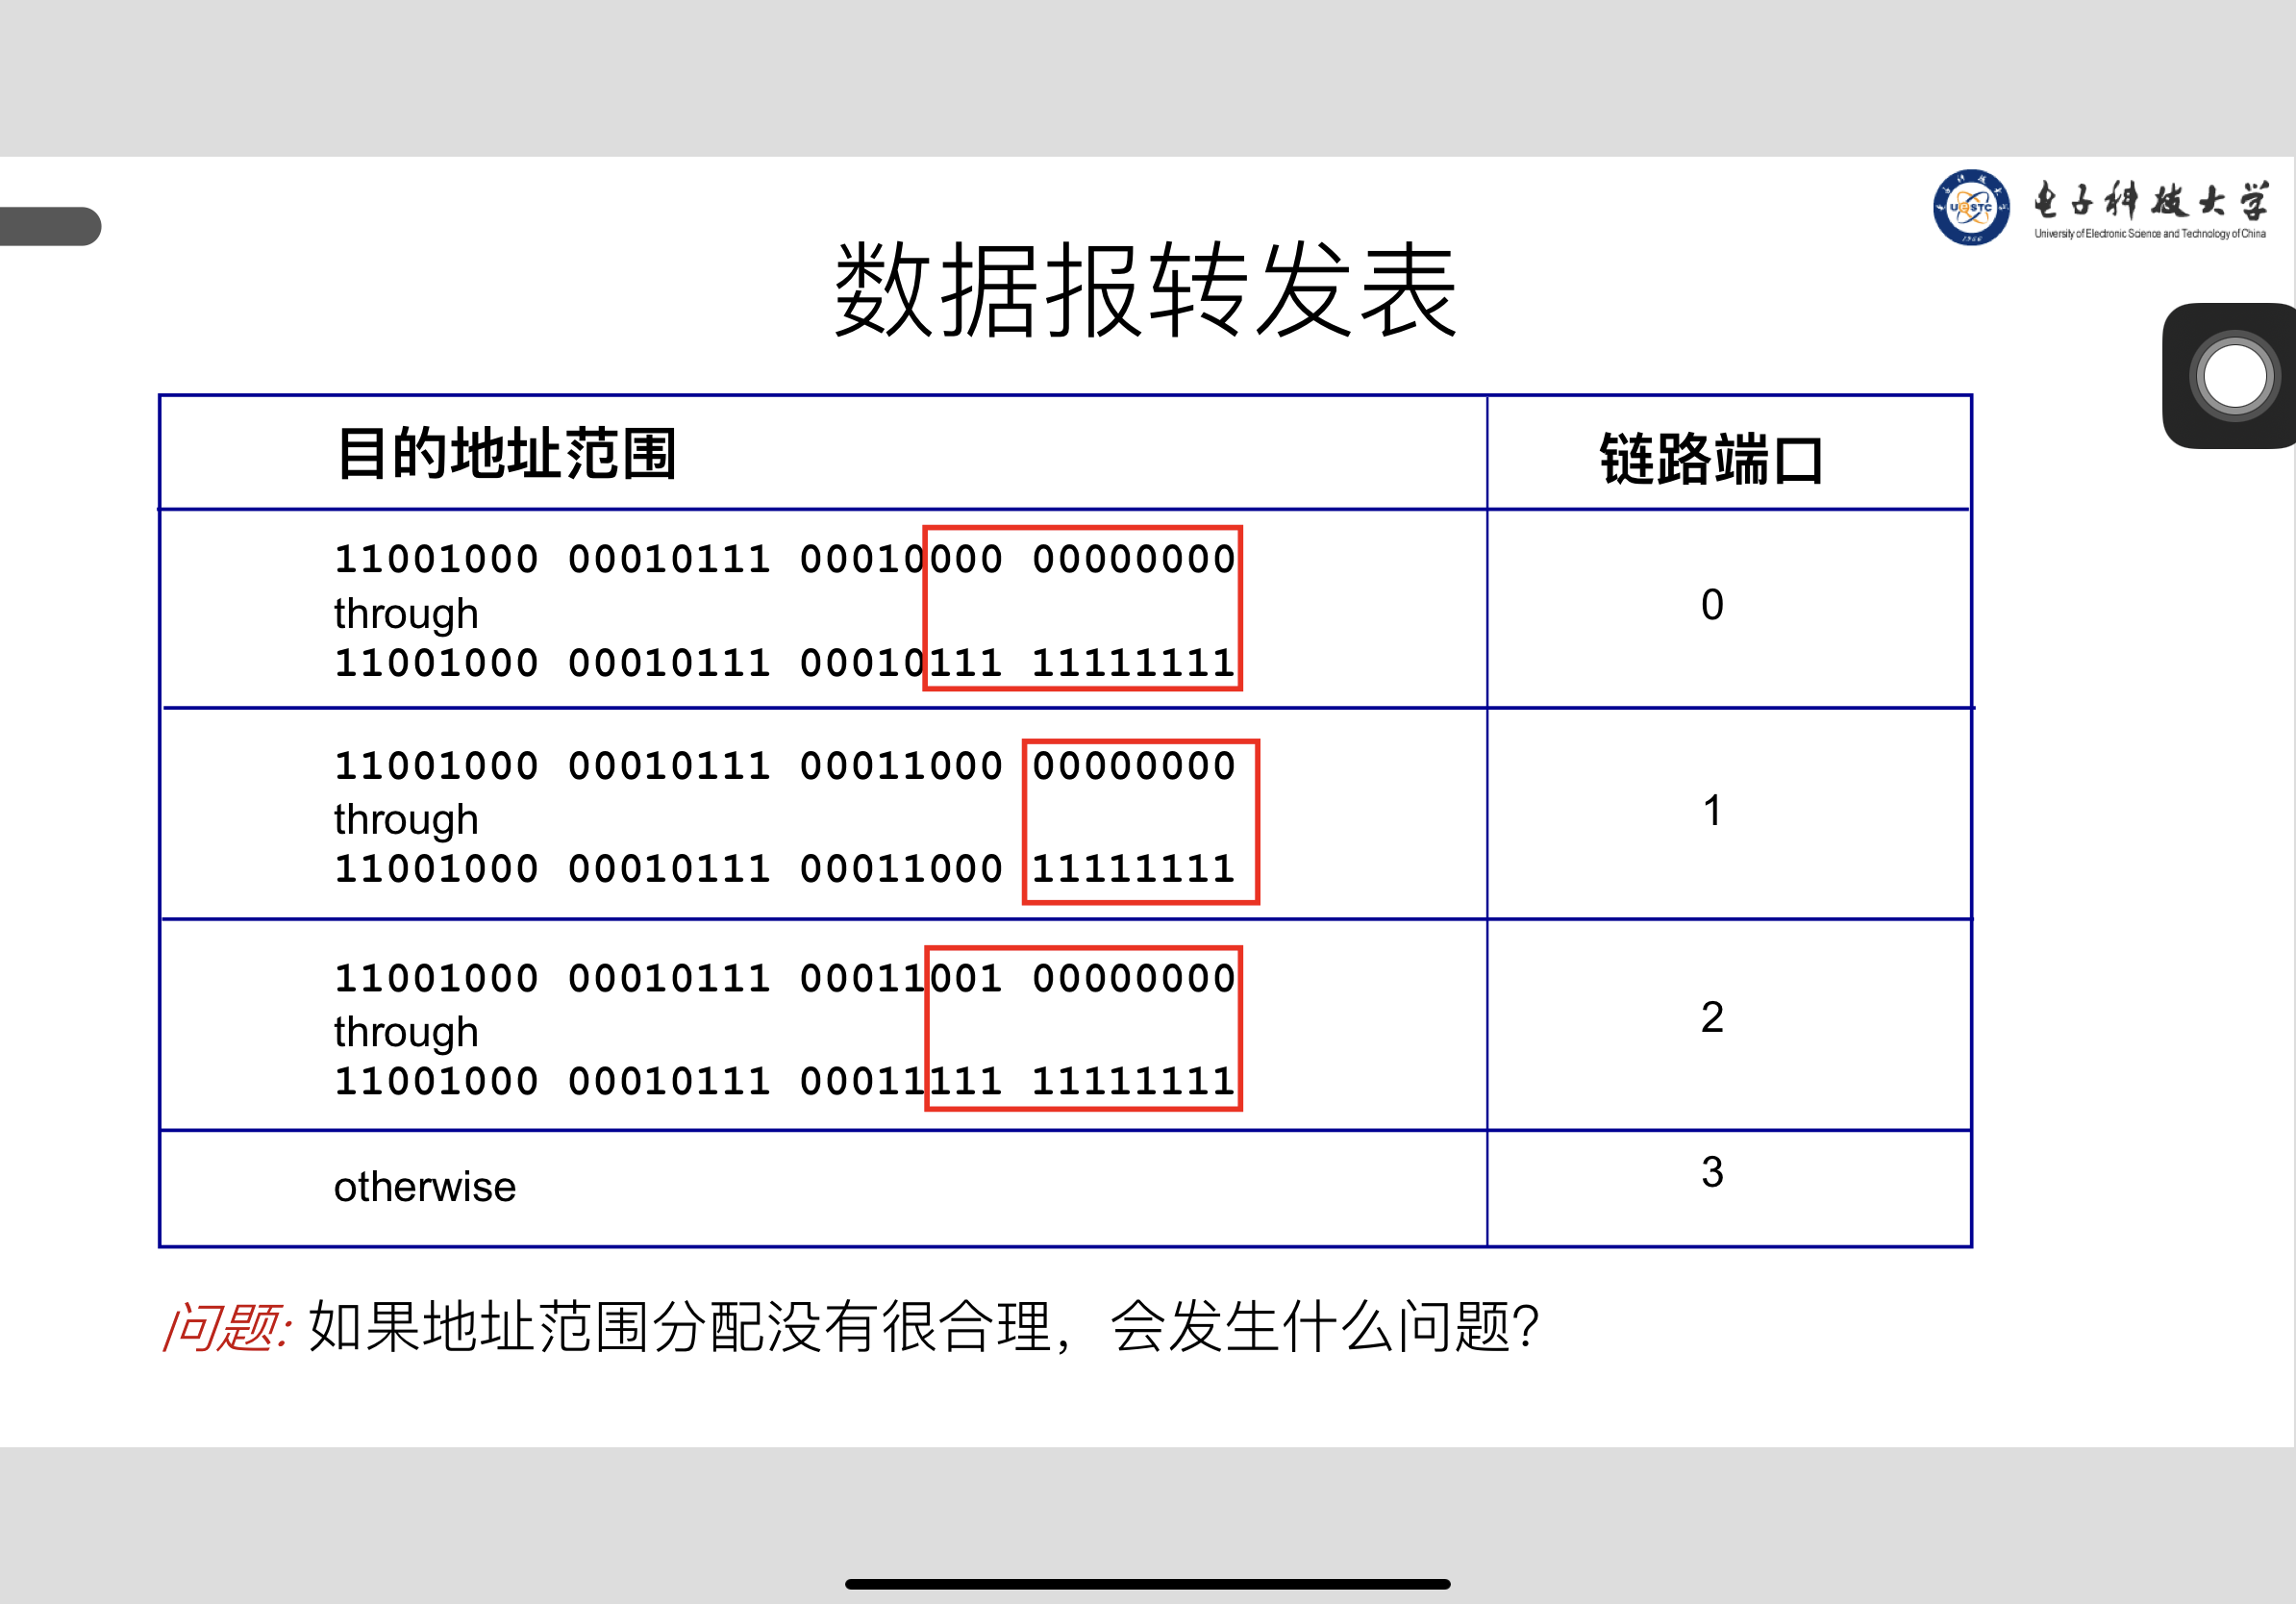 电子科技大学
University of Electronic Science and Technology of China
UESTC
1956
数据报转发表
目的地址范围 链路端口
11001000 00010111 00010000 00000000
through
11001000 00010111 00010111 11111111
0
11001000 00010111 00011000 00000000
through
11001000 00010111 00011000 11111111
1
11001000 00010111 00011001 00000000
through
11001000 00010111 00011111 11111111
2
otherwise 3
问题: 如果地址范围分配没有很合理，会发生什么问题?